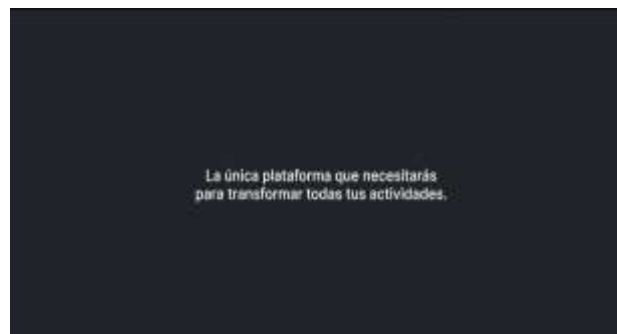 La única plataforma que necesitarás
para transformar todas tus actividades.